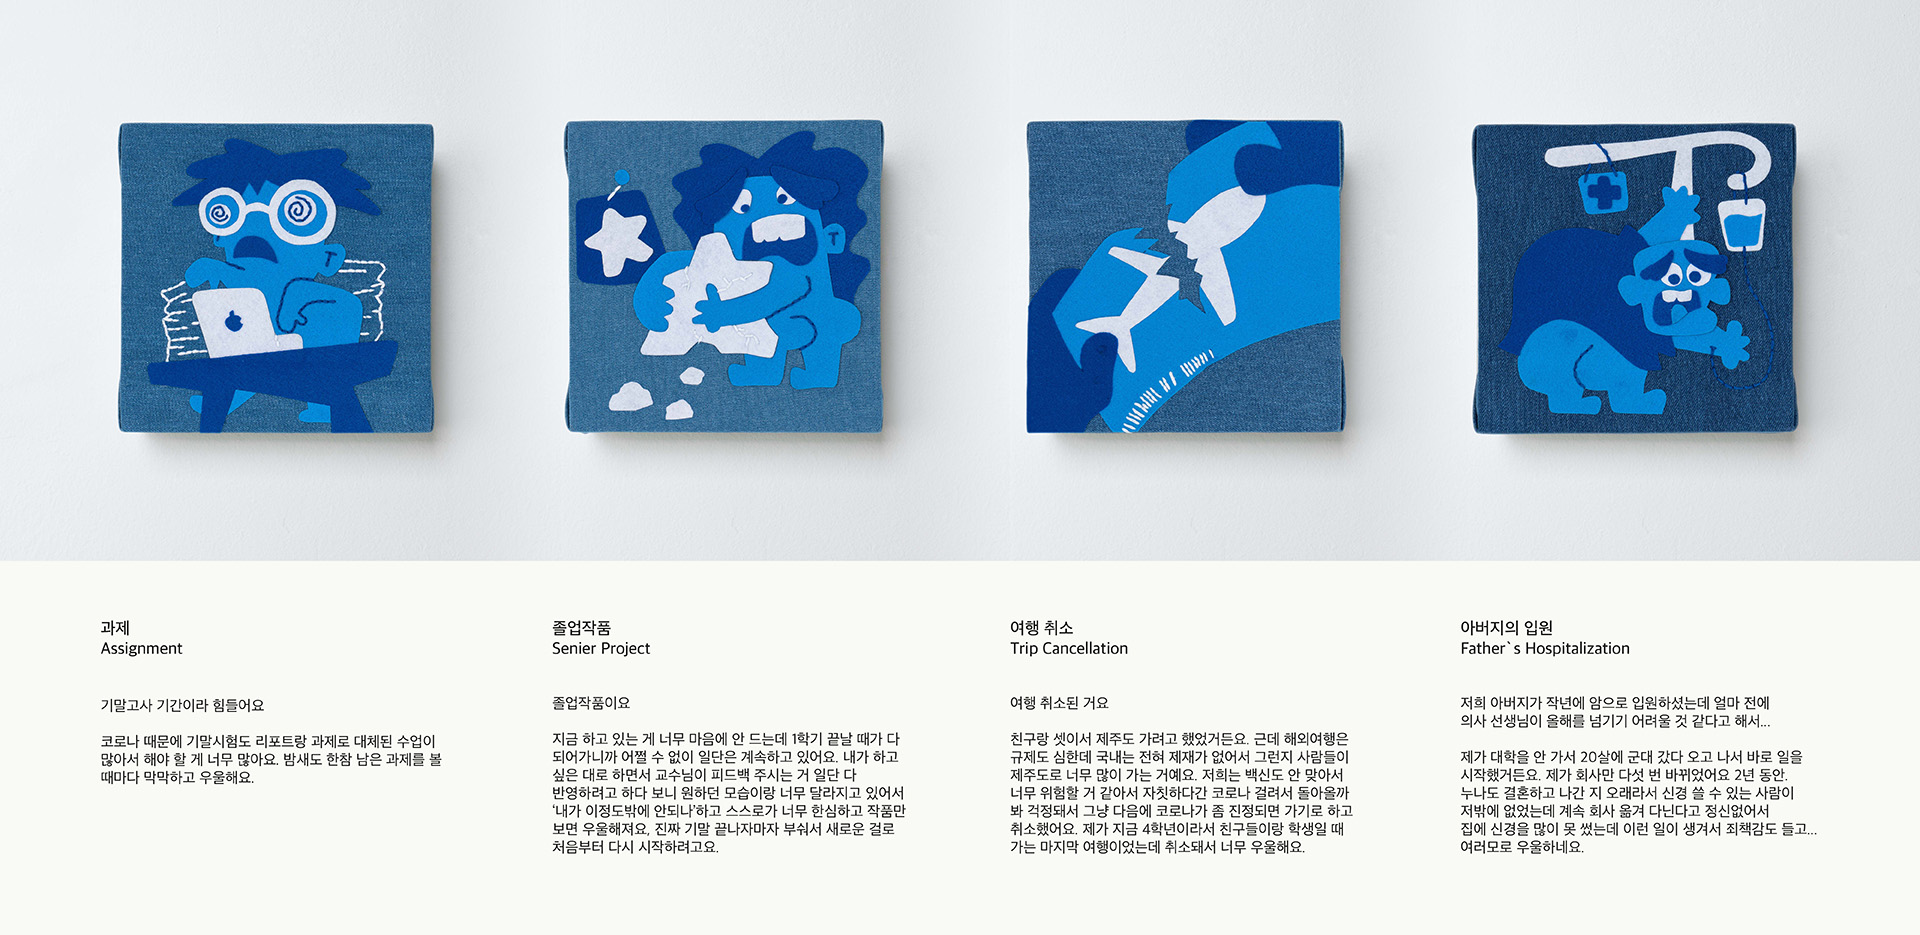 과제
Assignment
기말고사 기간이라 힘들어요
코로나 때문에 기말시험도 리포트랑 과제로 대체된 수업이
많아서 해야 할 게 너무 많아요. 밤새도 한참 남은 과제를 볼
때마다 막막하고 우울해요.
졸업작품
Senier Project
졸업작품이요
지금 하고 있는 게 너무 마음에 안 드는데 1학기 끝날 때가 다
되어가니까 어쩔 수 없이 일단은 계속하고 있어요. 내가 하고
싶은 대로 하면서 교수님이 피드백 주시는 거 일단 다
반영하려고 하다 보니 원하던 모습이랑 너무 달라지고 있어서
‘내가 이정도밖에 안되나’하고 스스로가 너무 한심하고 작품만
보면 우울해져요, 진짜 기말 끝나자마자 부숴서 새로운 걸로
처음부터 다시 시작하려고요.
여행 취소
Trip Cancellation
여행 취소된 거요
친구랑 셋이서 제주도 가려고 했었거든요. 근데 해외여행은
규제도 심한데 국내는 전혀 제재가 없어서 그런지 사람들이
제주도로 너무 많이 가는 거예요. 저희는 백신도 안 맞아서
너무 위험할 거 같아서 자칫하다간 코로나 걸려서 돌아올까
봐 걱정돼서 그냥 다음에 코로나가 좀 진정되면 가기로 하고
취소했어요. 제가 지금 4학년이라서 친구들이랑 학생일 때
가는 마지막 여행이었는데 취소돼서 너무 우울해요.
아버지의 입원
Father`s Hospitalization
저희 아버지가 작년에 암으로 입원하셨는데 얼마 전에
의사 선생님이 올해를 넘기기 어려울 것 같다고 해서...
제가 대학을 안 가서 20살에 군대 갔다 오고 나서 바로 일을
시작했거든요. 제가 회사만 다섯 번 바뀌었어요 2년 동안.
누나도 결혼하고 나간 지 오래라서 신경 쓸 수 있는 사람이
저밖에 없었는데 계속 회사 옮겨 다닌다고 정신없어서
집에 신경을 많이 못 썼는데 이런 일이 생겨서 죄책감도 들고...
여러모로 우울하네요.